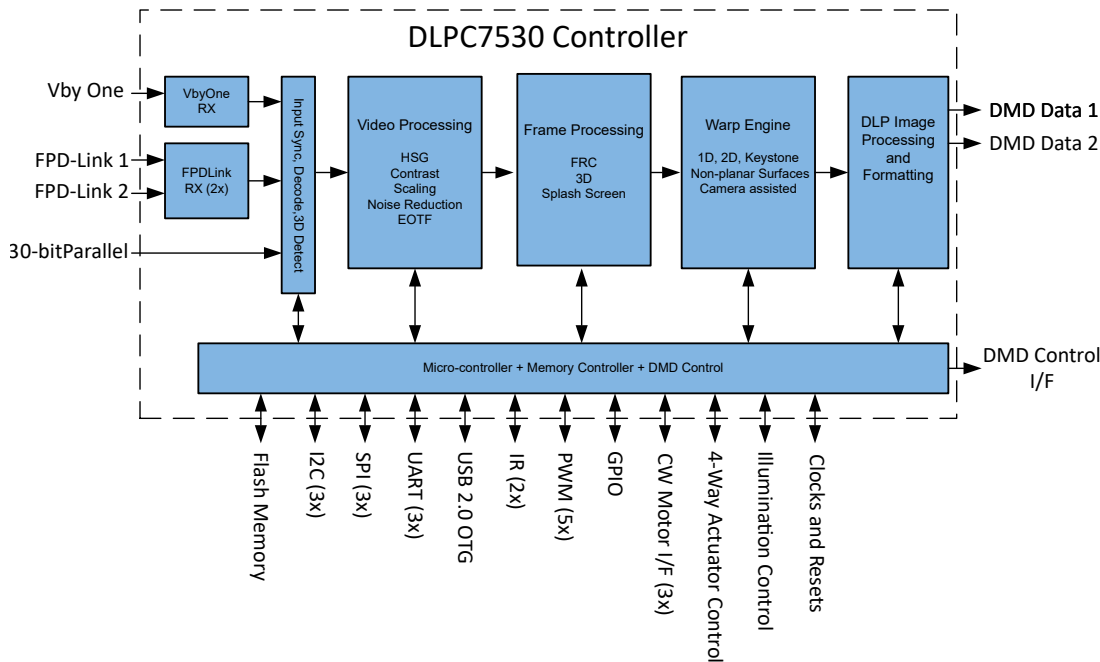 DLPC7530 Controller
Vby One
FPD-Link 1
FPD-Link 2
30-bitParallel
VbyOne
RX
FPDLink
RX (2x)
Input Sync, Decode,3D Detect
Video Processing
HSG
Contrast
Scaling
Noise Reduction
EOTF
Frame Processing
FRC
3D
Splash Screen
Warp Engine
1D, 2D, Keystone
Non-planar Surfaces
Camera assisted
DLP Image
Processing
and
Formatting
DMD Data 1
DMD Data 2
Micro-controller + Memory Controller + DMD Control
DMD Control
I/F
Flash Memory
I2C (3x)
SPI (3x)
UART (3x)
USB 2.0 OTG
IR (2x)
PWM (5x)
GPIO
CW Motor I/F (3x)
4-Way Actuator Control
Illumination Control
Clocks and Resets